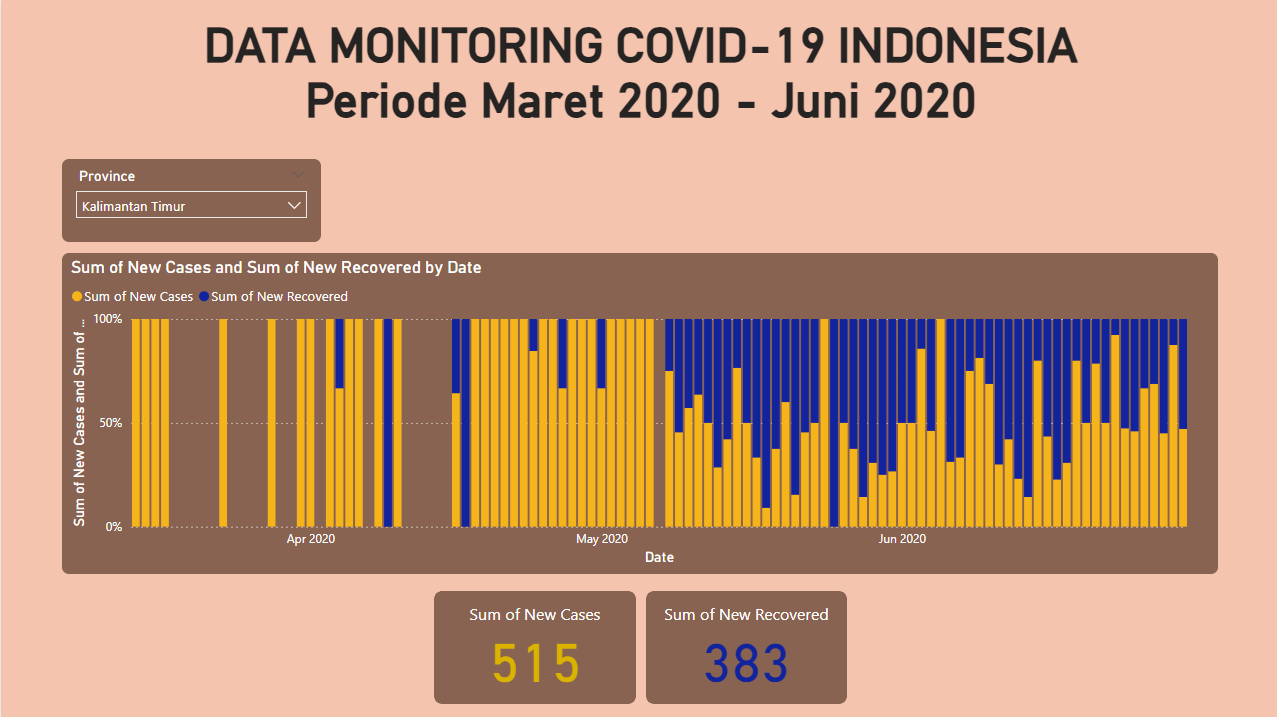 DATA MONITORING COVID-19 INDONESIA
Periode Maret 2020 - Juni 2020
Province
Kalimantan Timur
Sum of New Cases and Sum of New Recovered by Date
Sum of New Cases Sum of New Recovered
Sum of New Cases and Sum of ...
100%
50%
0%
Apr 2020 May 2020 Jun 2020
Date
Sum of New Cases
515
Sum of New Recovered
383